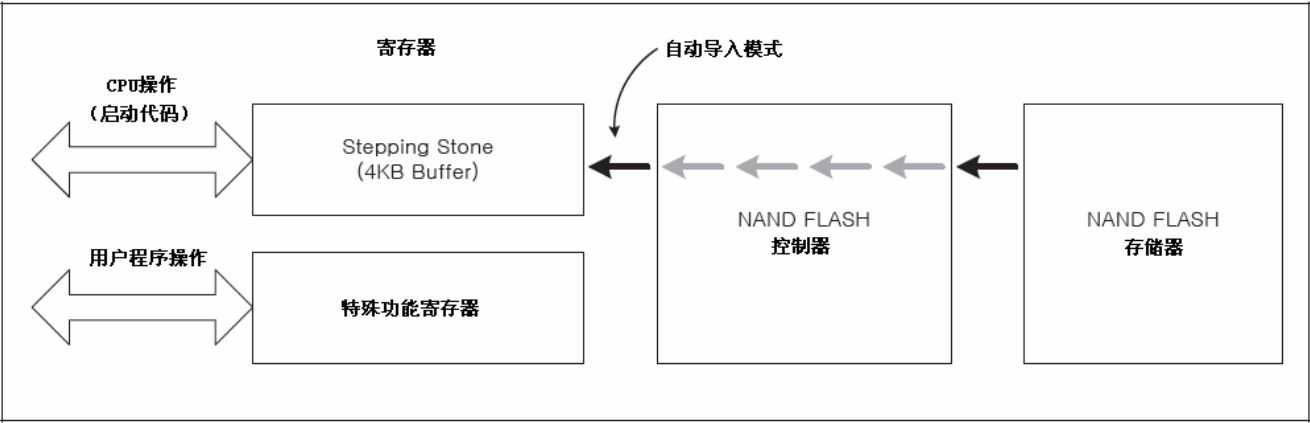 寄存器
自动导入模式
CPU操作
（启动代码）
Stepping Stone
(4KB Buffer)
NAND FLASH
控制器
NAND FLASH
存储器
用户程序操作
特殊功能寄存器